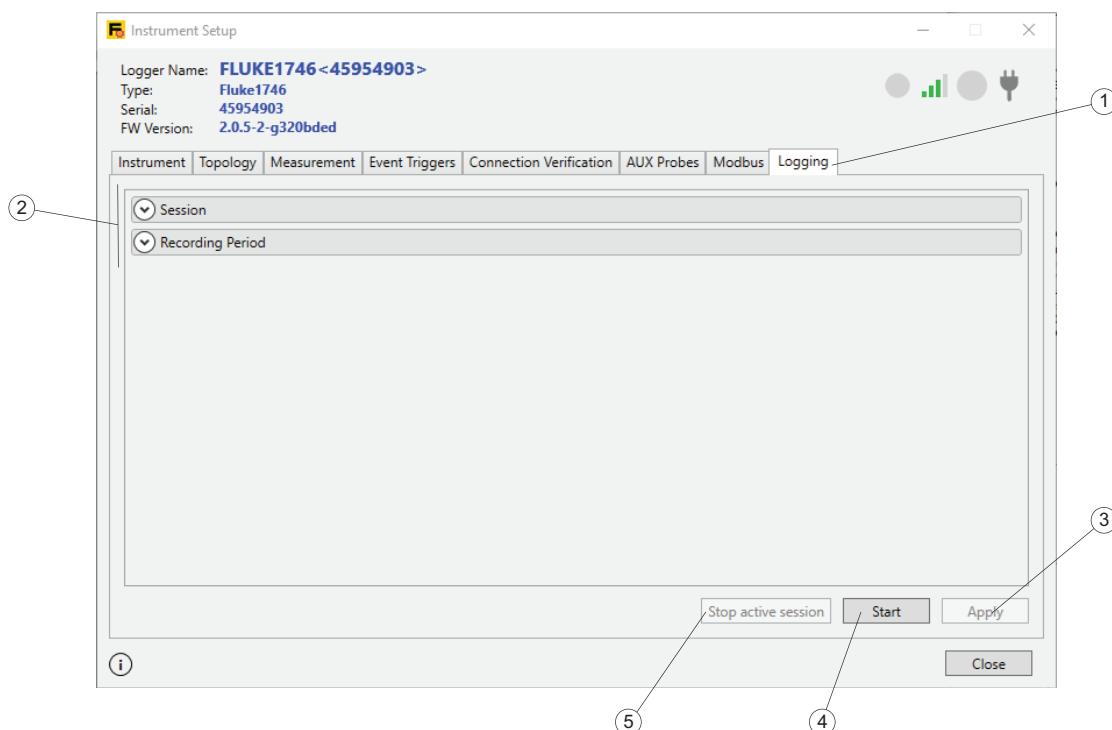 Instrument Setup
Logger Name: FLUKE1746<45954903>
Type: Fluke1746
Serial: 45954903
FW Version: 2.0.5-2-g320bded
1
Instrument Topology Measurement Event Triggers Connection Verification AUX Probes Modbus Logging
2
Session
Recording Period
3
Stop active session Start Apply
i Close
5 4